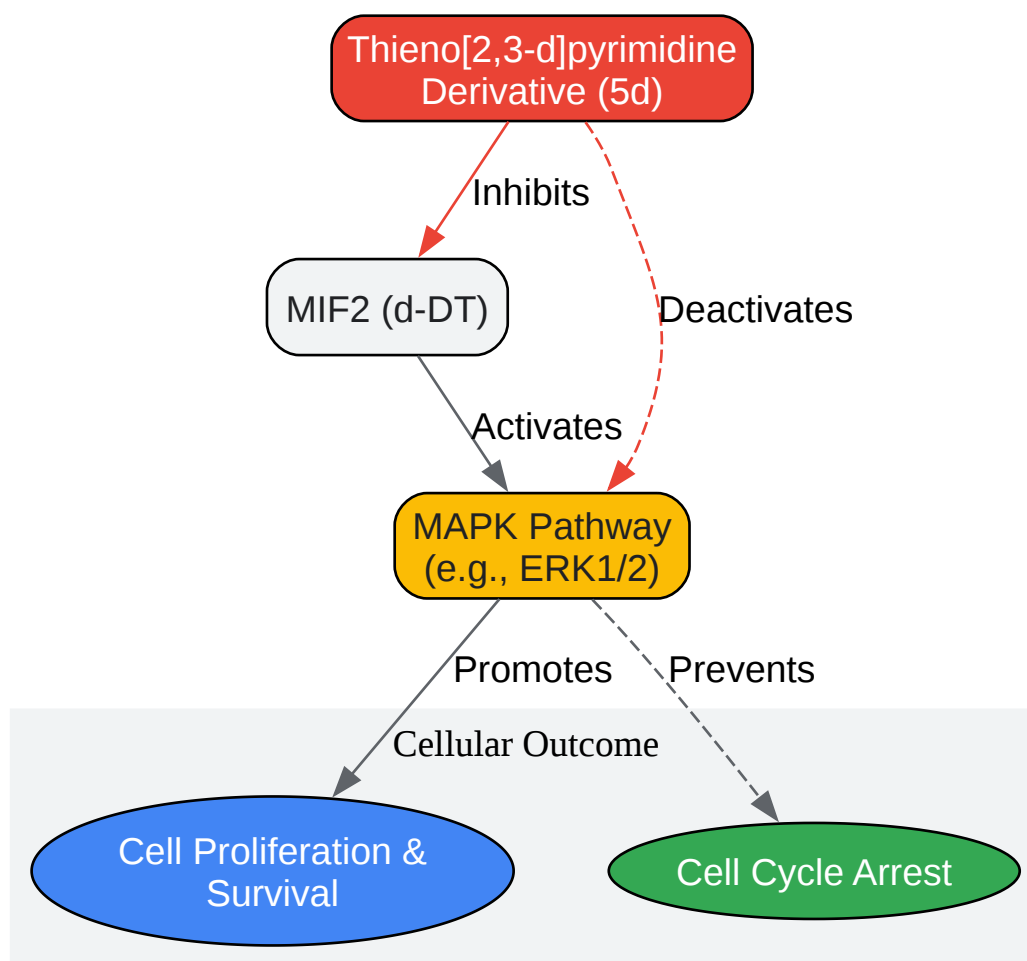 Thieno[2,3-d]pyrimidine
Derivative (5d)
Inhibits
MIF2 (d-DT)
Deactivates
Activates
MAPK Pathway
(e.g., ERK1/2)
Promotes
Prevents
Cellular Outcome
Cell Proliferation &
Survival
Cell Cycle Arrest